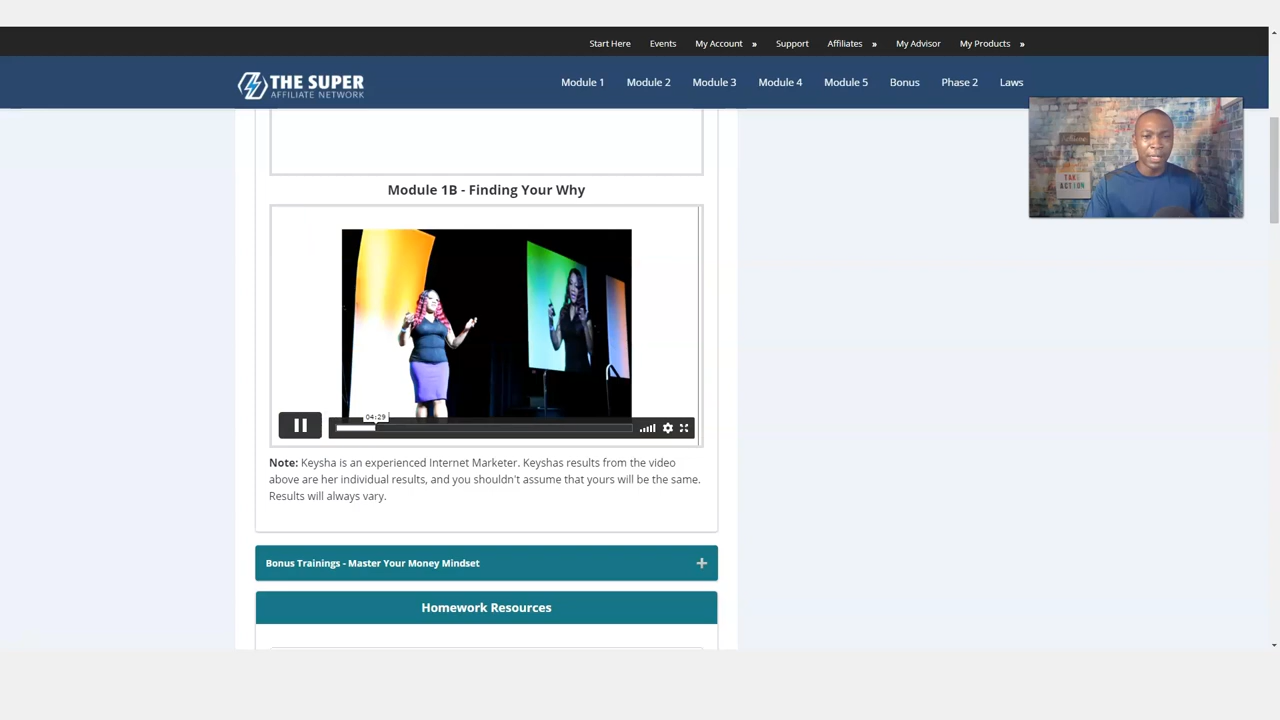 Start Here Events My Account » Support Affiliates » My Advisor My Products »
THE SUPER
AFFILIATE NETWORK
Module 1 Module 2 Module 3 Module 4 Module 5 Bonus Phase 2 Laws
TAKE
ACTION
Module 1B - Finding Your Why
04:29
Note: Keysha is an experienced Internet Marketer. Keyshas results from the video
above are her individual results, and you shouldn't assume that yours will be the same.
Results will always vary.
Bonus Trainings - Master Your Money Mindset +
Homework Resources